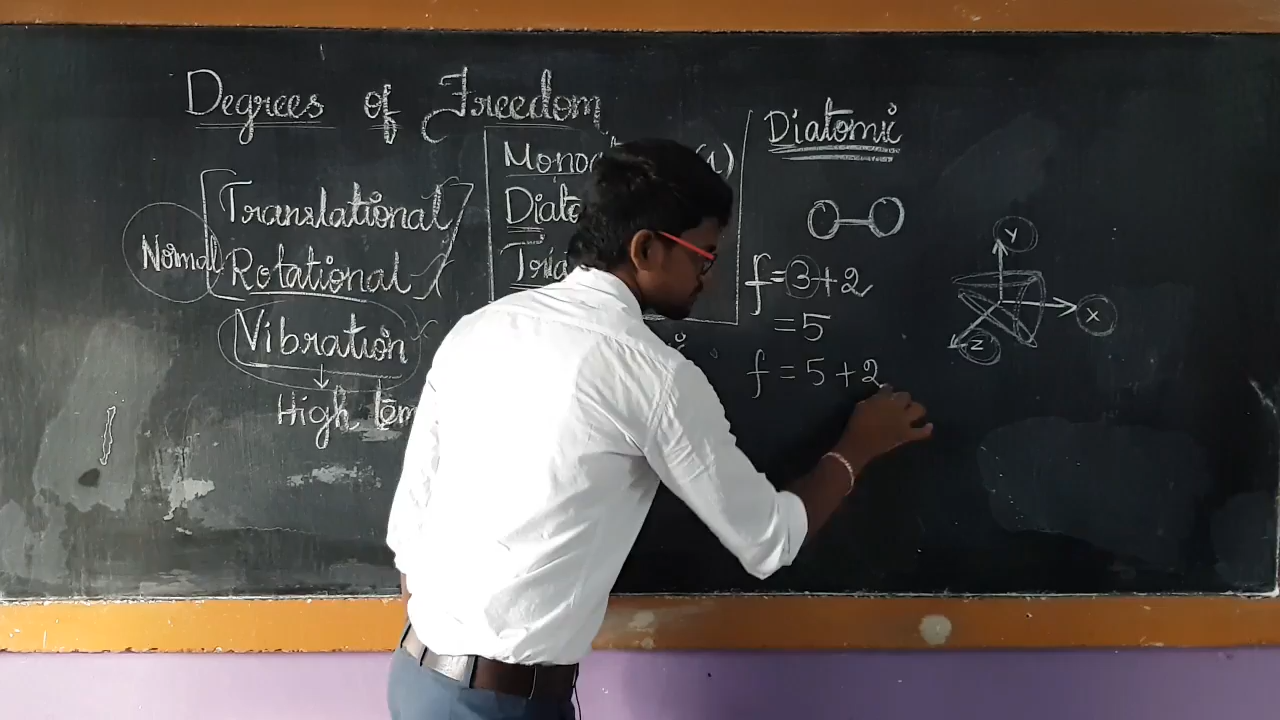 Degrees of Freedom
Normal
Translational
Rotational
Vibration
High
Diatomic
f=3+2
=5
f=5+2
y
x
z